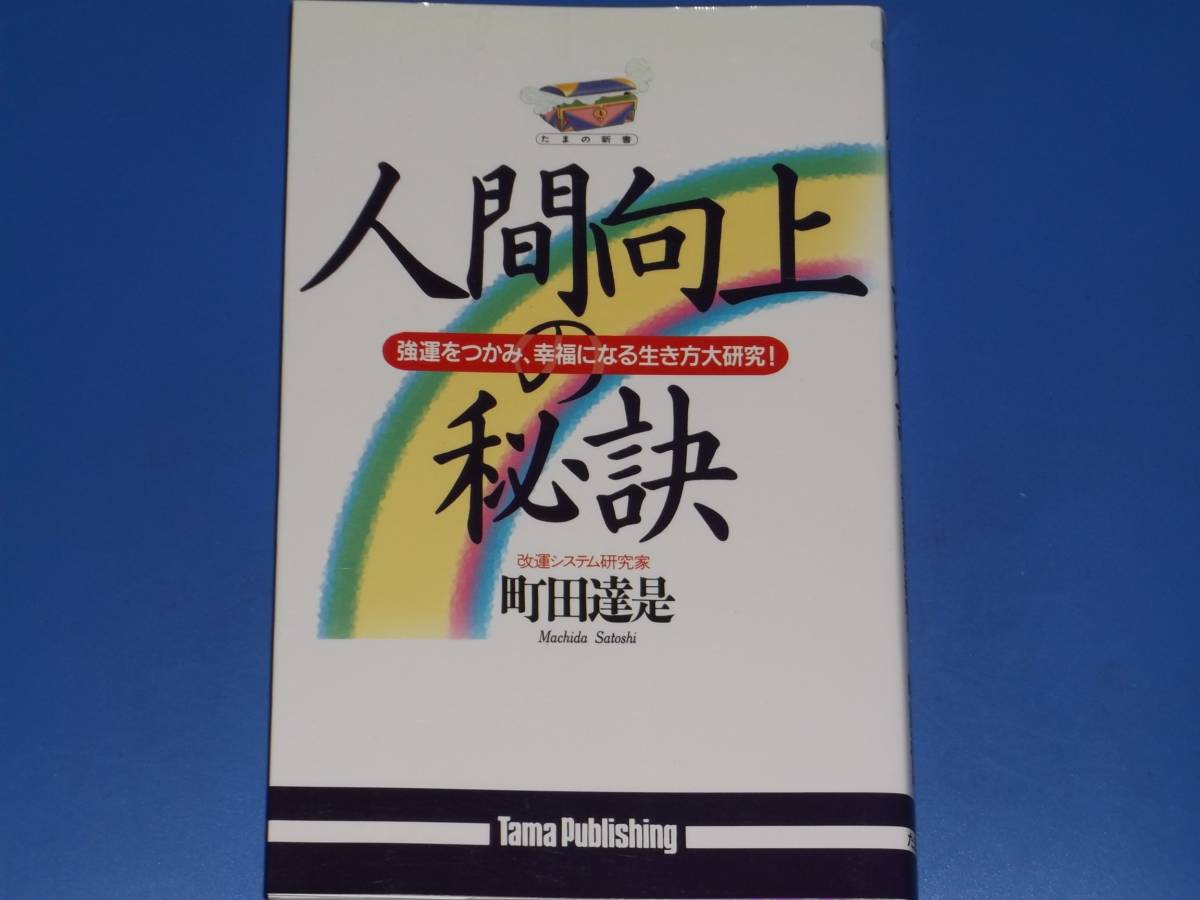 たまの新書
人間向上
の
強運をつかみ、幸福になる生き方大研究!
秘訣
改運システム研究家
町田達是
Machida Satoshi
Tama Publishing
た